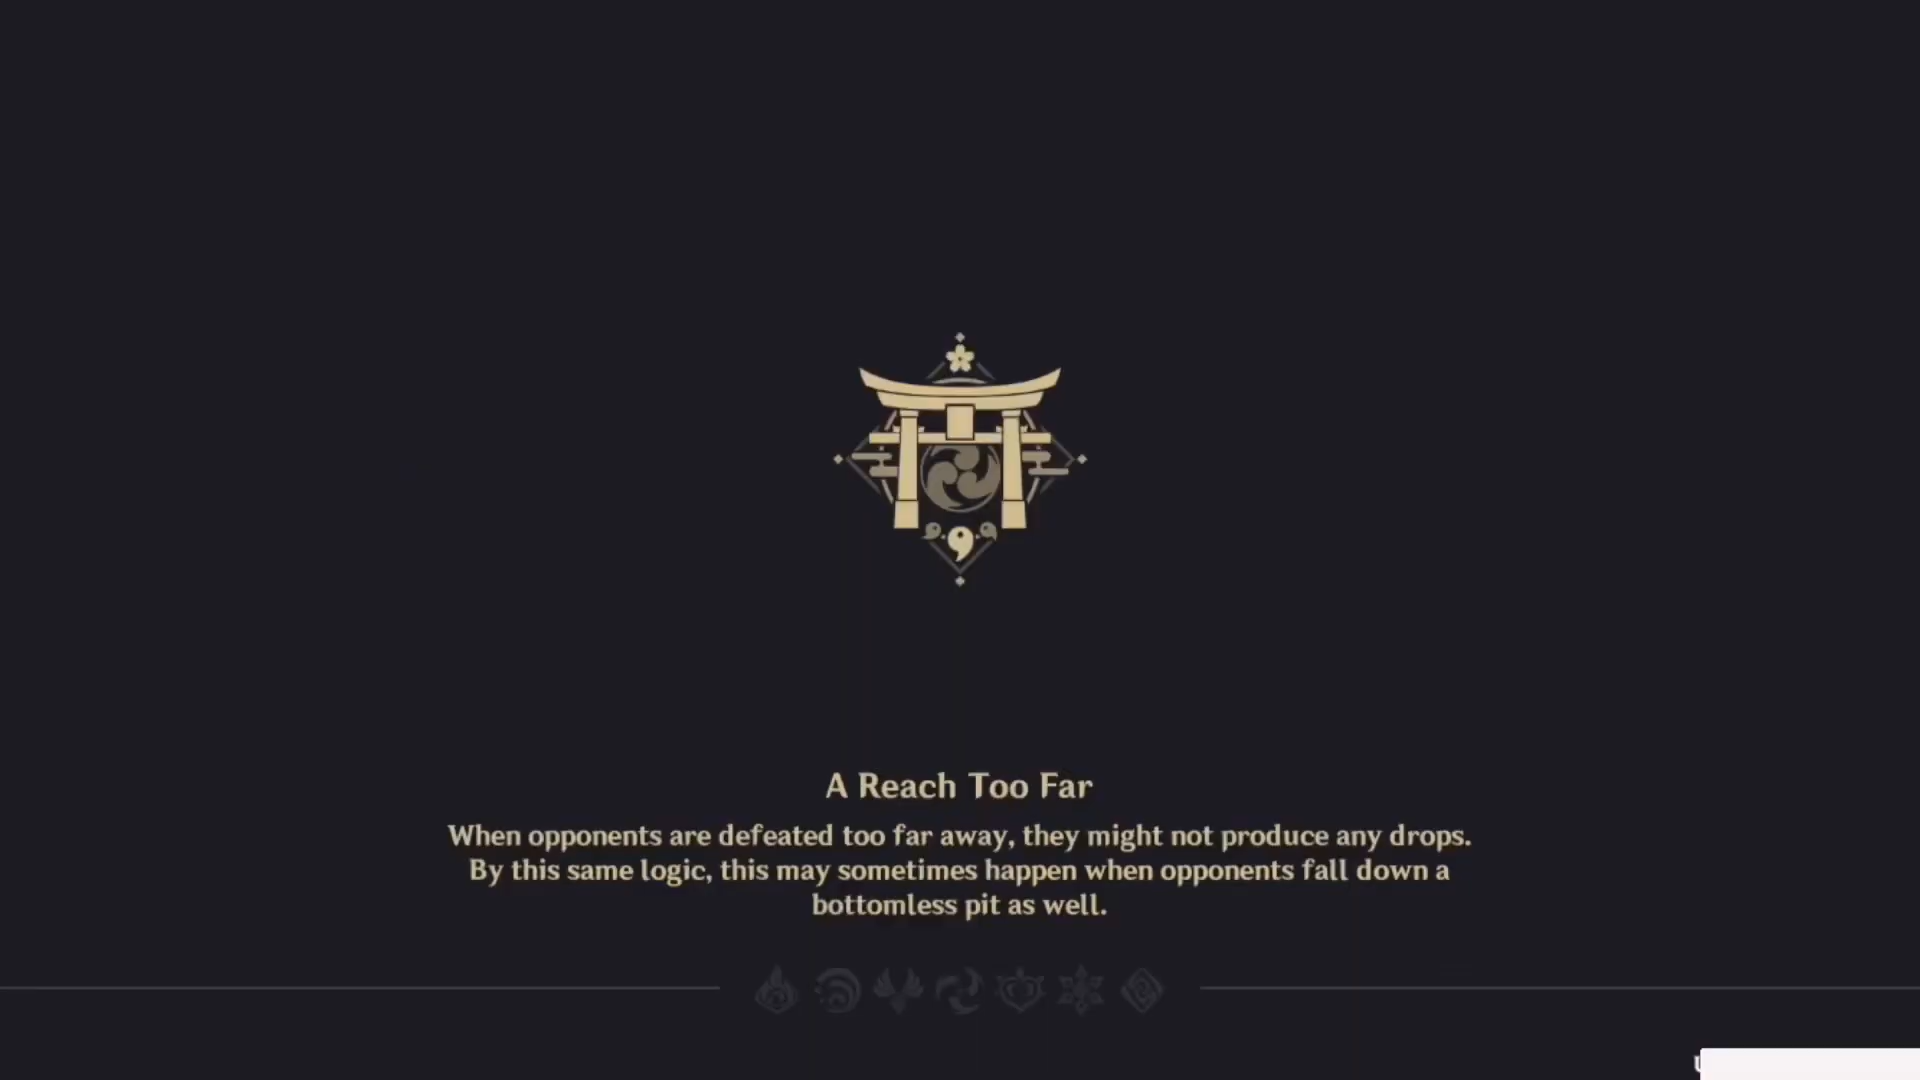 A Reach Too Far
When opponents are defeated too far away, they might not produce any drops.
By this same logic, this may sometimes happen when opponents fall down a
bottomless pit as well.